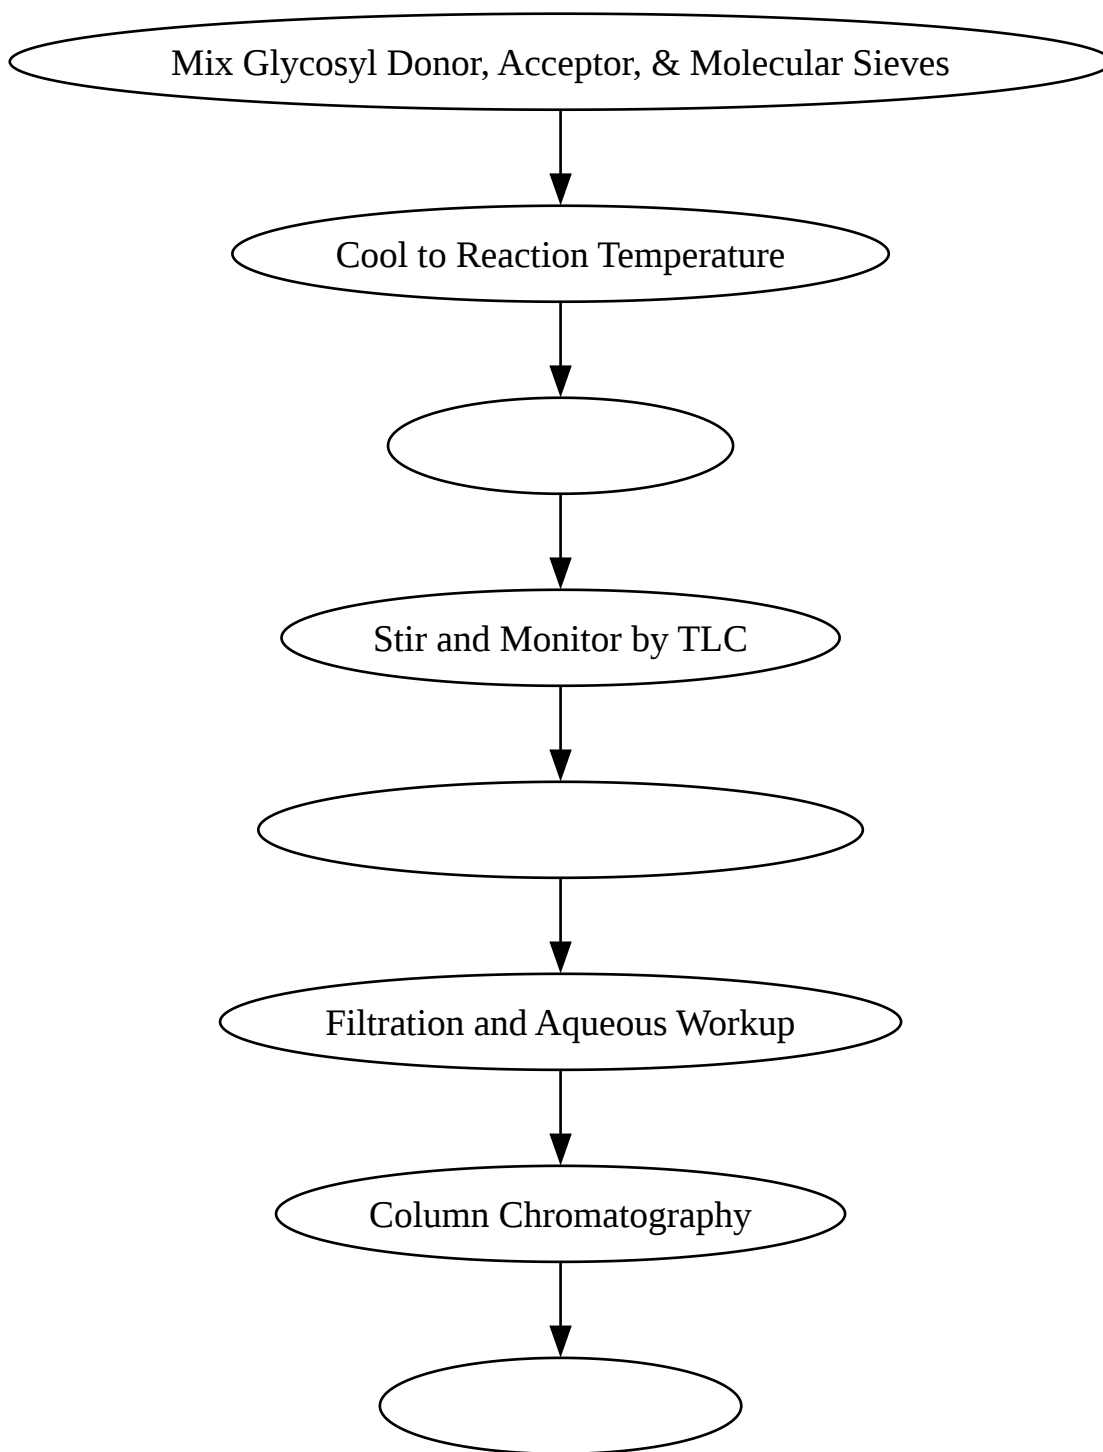 Mix Glycosyl Donor, Acceptor, & Molecular Sieves
Cool to Reaction Temperature
Stir and Monitor by TLC
Filtration and Aqueous Workup
Column Chromatography